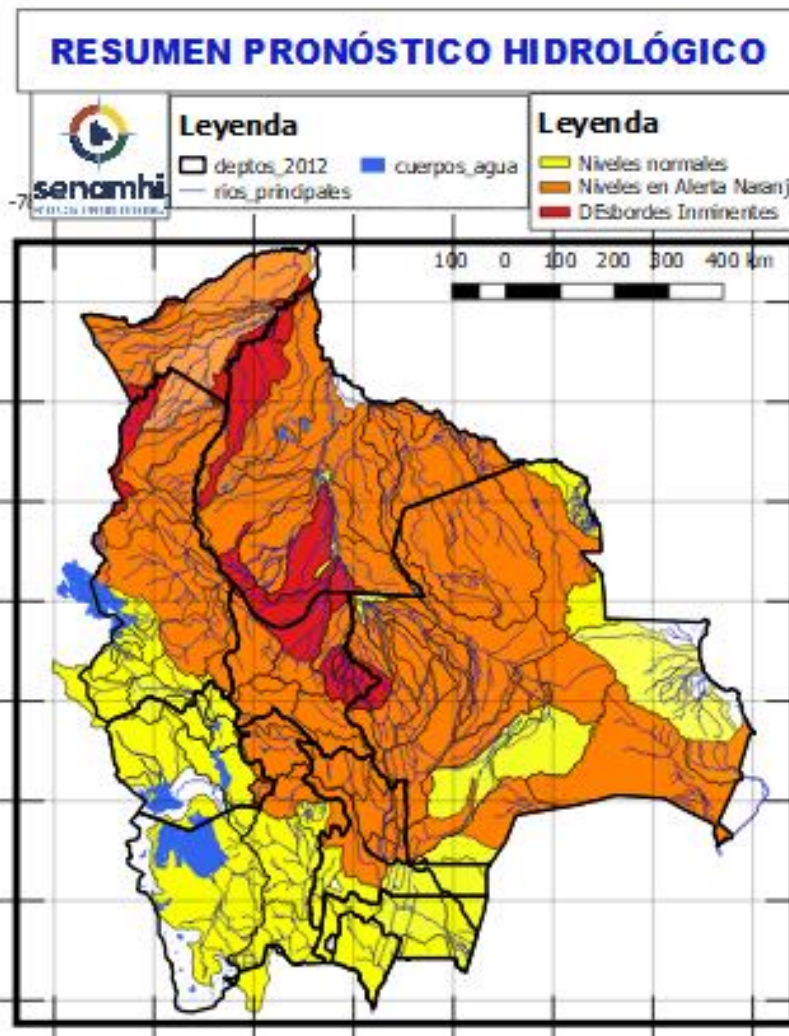 RESUMEN PRONÓSTICO HIDROLÓGICO
senamhi
Leyenda
deptos_2012
cuerpos_agua
rios_principales
Leyenda
Niveles normales
Niveles en Alerta Naranj
DEsbordes Inminentes
100 0 100 200 300 400 km